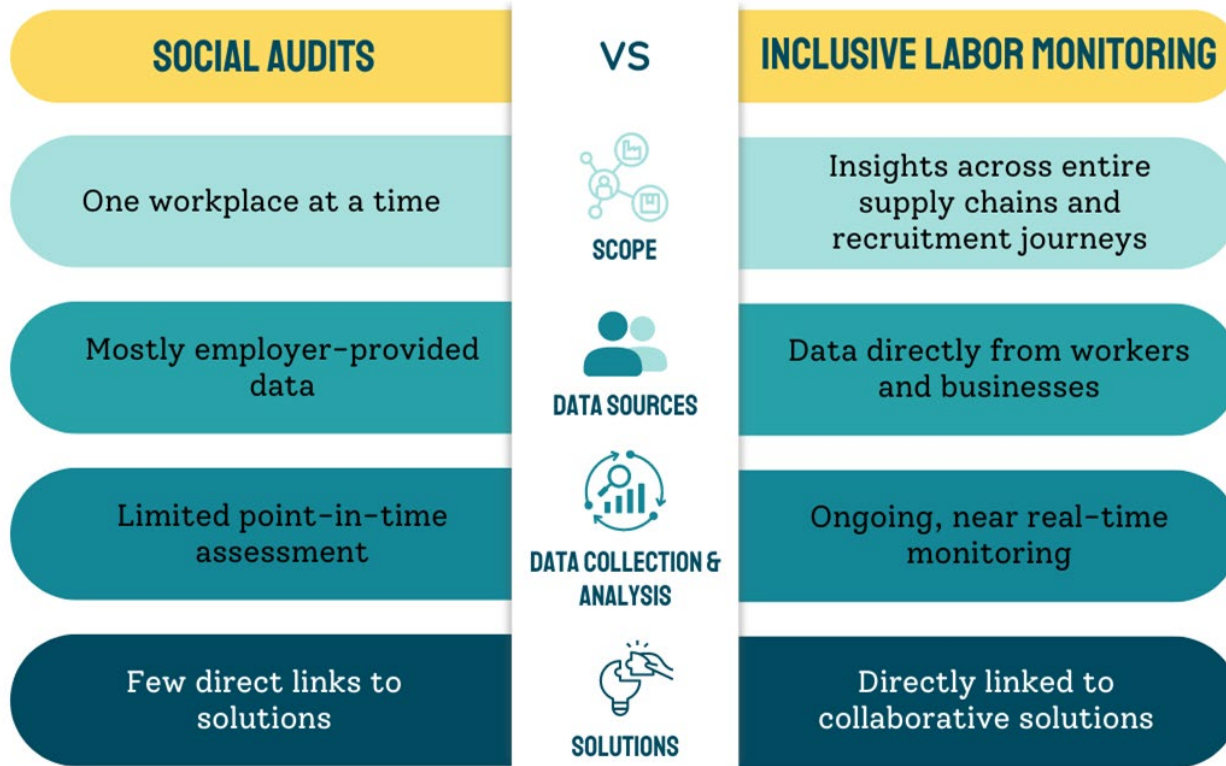 SOCIAL AUDITS
VS
INCLUSIVE LABOR MONITORING
One workplace at a time
SCOPE
Insights across entire
supply chains and
recruitment journeys
Mostly employer-provided
data
DATA SOURCES
Data directly from workers
and businesses
Limited point-in-time
assessment
DATA COLLECTION &
ANALYSIS
Ongoing, near real-time
monitoring
Few direct links to
solutions
SOLUTIONS
Directly linked to
collaborative solutions